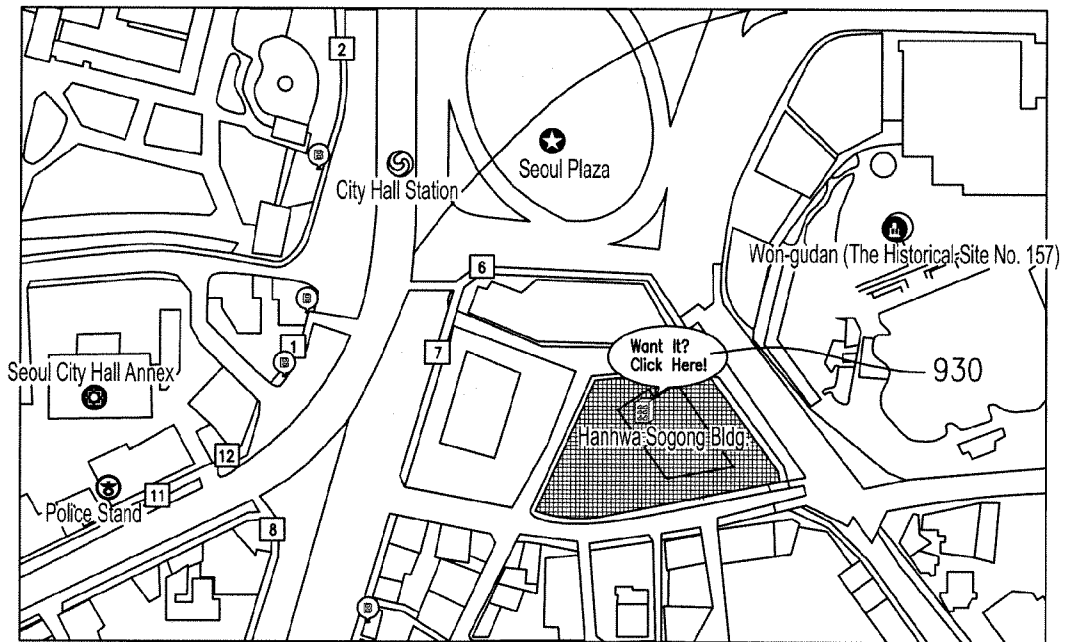 2
City Hall Station
Seoul Plaza
Won-gudan (The Historical Site No. 157)
6
B
B
1
B
7
Want It?
Click Here!
930
Seoul City Hall Annex
Hanhwa Sogong Bldg.
12
11
Police Stand
8
B